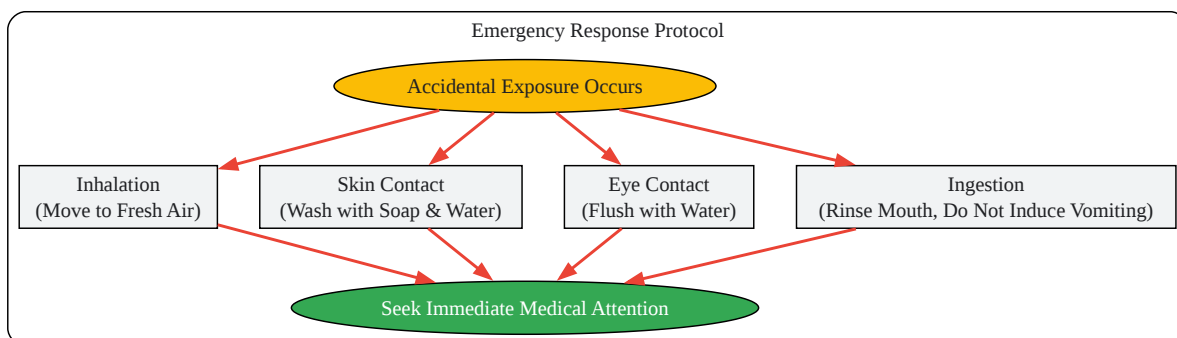 Emergency Response Protocol
Accidental Exposure Occurs
Inhalation
(Move to Fresh Air)
Skin Contact
(Wash with Soap & Water)
Eye Contact
(Flush with Water)
Ingestion
(Rinse Mouth, Do Not Induce Vomiting)
Seek Immediate Medical Attention